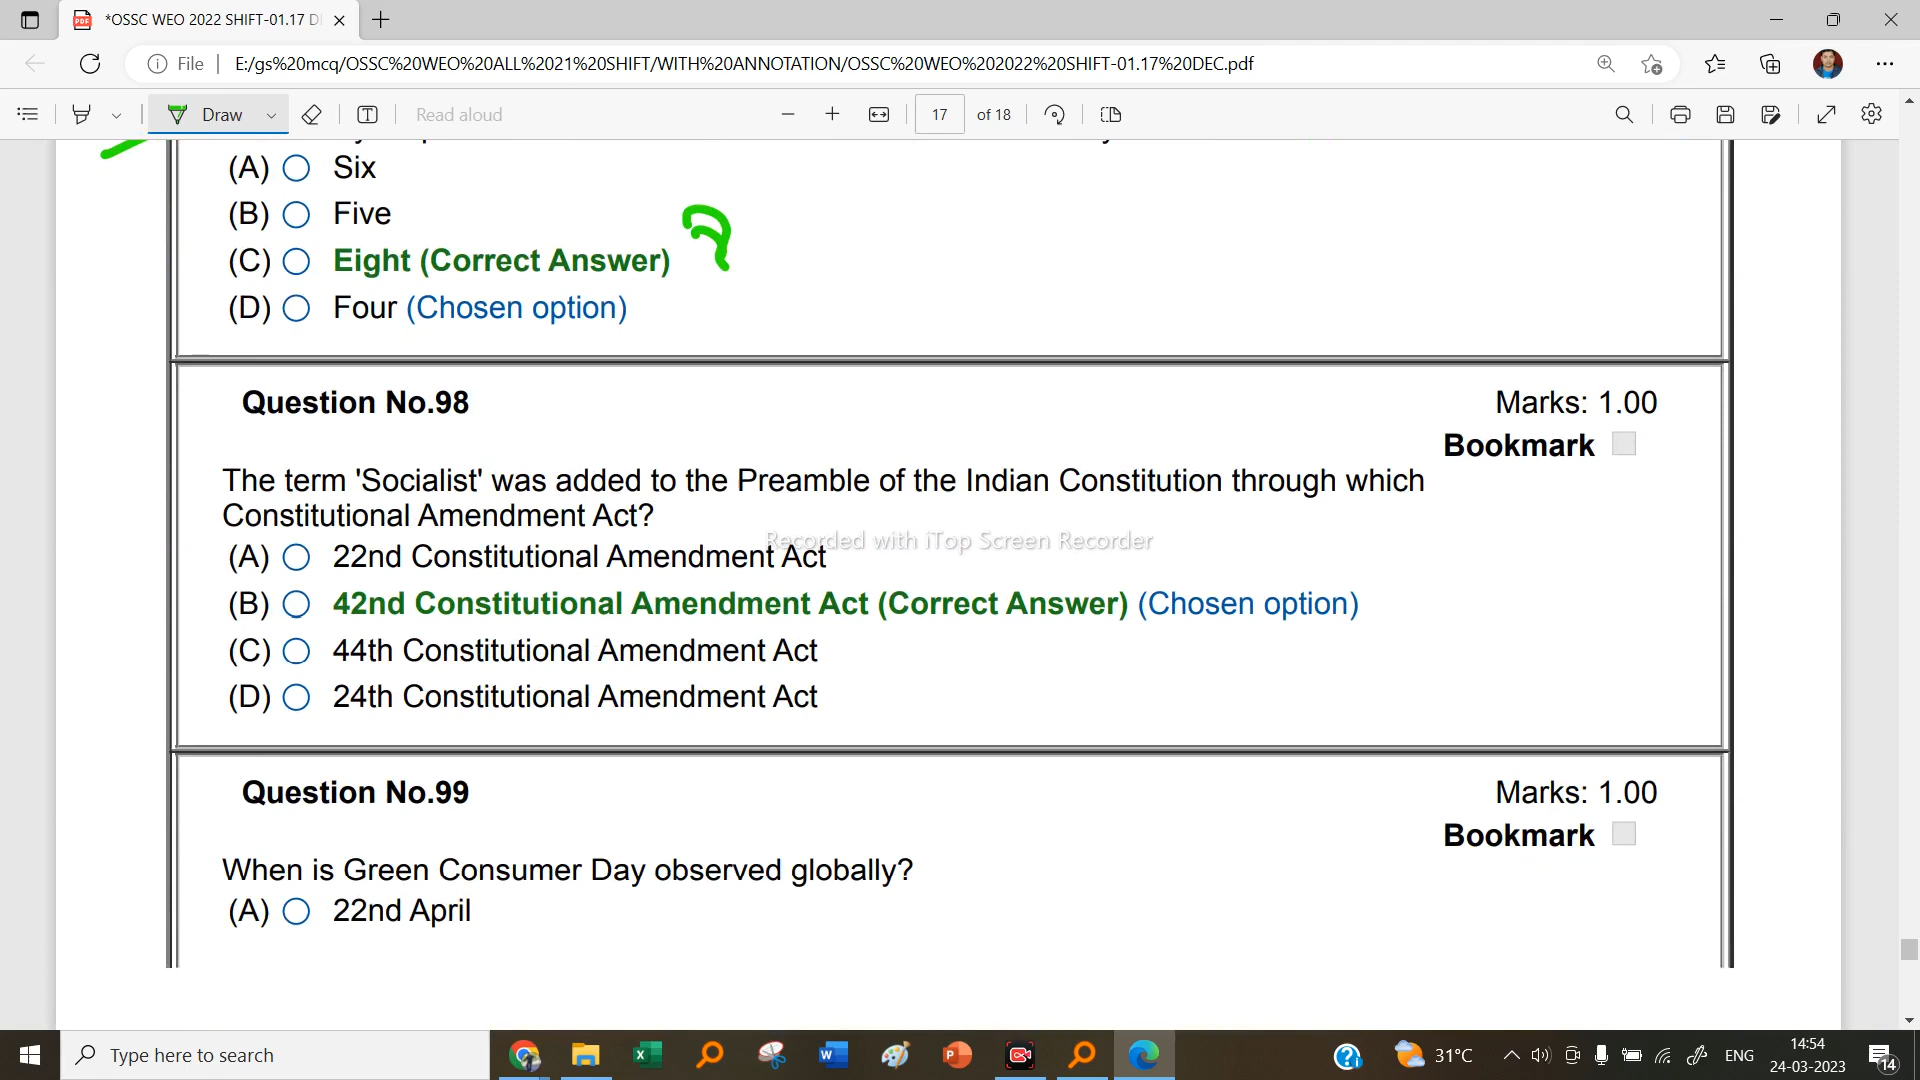 *OSSC WEO 2022 SHIFT-01.17 D
File
E:/gs%20mcq/OSSC%20WEO%20ALL%2021%20SHIFT/WITH%20ANNOTATION/OSSC%20WEO%202022%20SHIFT-01.17%20DEC.pdf
Draw
Read aloud
17 of 18
(A) Six
(B) Five
(C) Eight (Correct Answer)
(D) Four (Chosen option)
Question No.98 Marks: 1.00
Bookmark
The term 'Socialist' was added to the Preamble of the Indian Constitution through which
Constitutional Amendment Act?
Recorded with iTop Screen Recorder
(A) 22nd Constitutional Amendment Act
(B) 42nd Constitutional Amendment Act (Correct Answer) (Chosen option)
(C) 44th Constitutional Amendment Act
(D) 24th Constitutional Amendment Act
Question No.99 Marks: 1.00
Bookmark
When is Green Consumer Day observed globally?
(A) 22nd April
Type here to search
31°C
ENG
14:54
24-03-2023
14